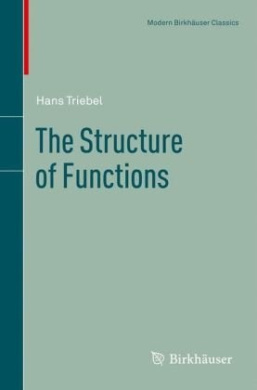 Modern Birkhäuser Classics
Hans Triebel
The Structure
of Functions
Birkhäuser